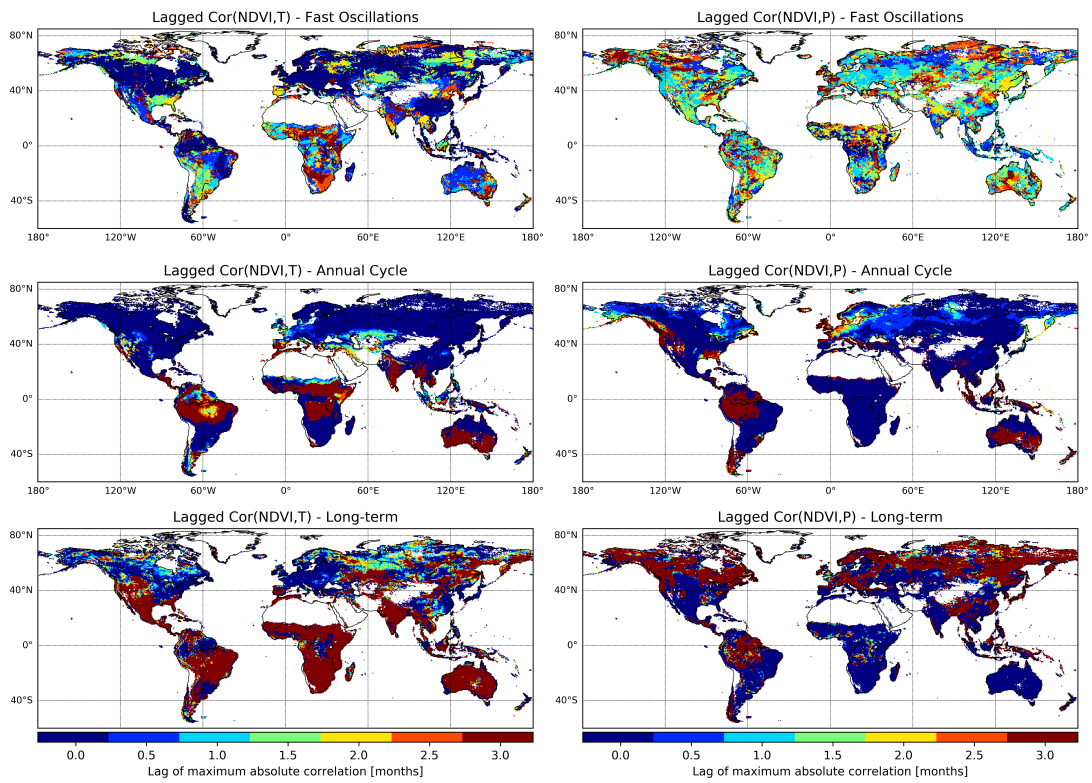 Lagged Cor(NDVI,T) - Fast Oscillations
Lagged Cor(NDVI,P) - Fast Oscillations
80°N
80°N
40°N
40°N
0°
0°
40°S
40°S
180° 120°W 60°W 0° 60°E 120°E 180°
180° 120°W 60°W 0° 60°E 120°E 180°
Lagged Cor(NDVI,T) - Annual Cycle
Lagged Cor(NDVI,P) - Annual Cycle
80°N
80°N
40°N
40°N
0°
0°
40°S
40°S
180° 120°W 60°W 0° 60°E 120°E 180°
180° 120°W 60°W 0° 60°E 120°E 180°
Lagged Cor(NDVI,T) - Long-term
Lagged Cor(NDVI,P) - Long-term
80°N
80°N
40°N
40°N
0°
0°
40°S
40°S
0.0 0.5 1.0 1.5 2.0 2.5 3.0
0.0 0.5 1.0 1.5 2.0 2.5 3.0
Lag of maximum absolute correlation [months]
Lag of maximum absolute correlation [months]